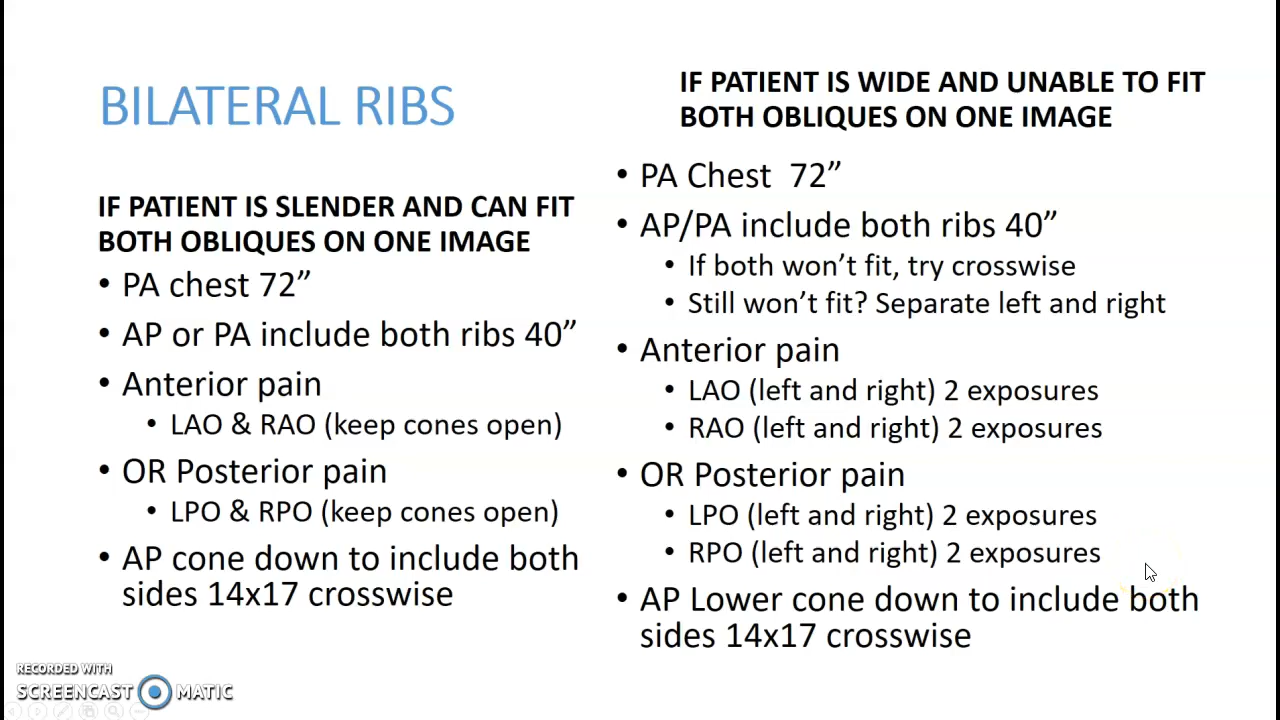 BILATERAL RIBS
IF PATIENT IS SLENDER AND CAN FIT
BOTH OBLIQUES ON ONE IMAGE
• PA chest 72”
• AP or PA include both ribs 40”
• Anterior pain
• LAO & RAO (keep cones open)
• OR Posterior pain
• LPO & RPO (keep cones open)
• AP cone down to include both
sides 14x17 crosswise
IF PATIENT IS WIDE AND UNABLE TO FIT
BOTH OBLIQUES ON ONE IMAGE
• PA Chest 72”
• AP/PA include both ribs 40”
• If both won’t fit, try crosswise
• Still won’t fit? Separate left and right
• Anterior pain
• LAO (left and right) 2 exposures
• RAO (left and right) 2 exposures
• OR Posterior pain
• LPO (left and right) 2 exposures
• RPO (left and right) 2 exposures
• AP Lower cone down to include both
sides 14x17 crosswise
RECORDED WITH
SCREENCAST MATIC